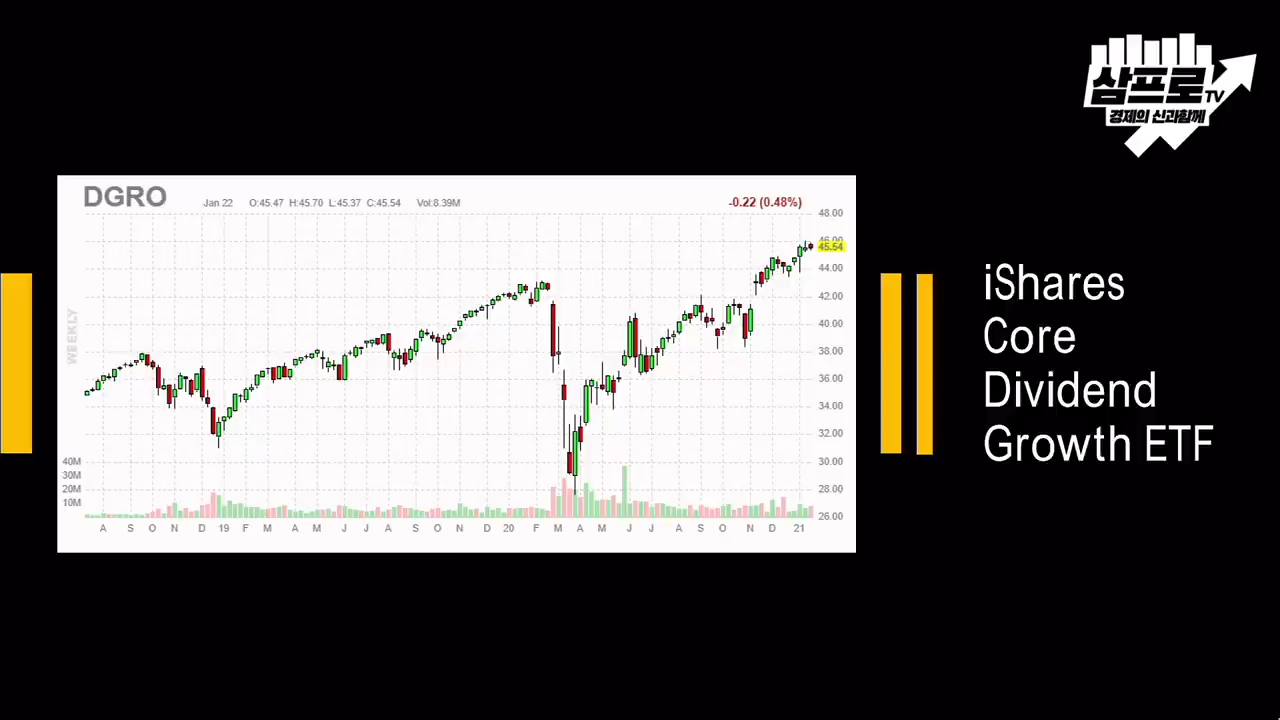 삼프로TV
경제의 신과함께
DGRO
Jan 22 O:45.47 H:45.70 L:45.37 C:45.54 Vol:8.39M
-0.22 (0.48%)
48.00
46.00
45.54
44.00
42.00
40.00
38.00
36.00
34.00
32.00
30.00
28.00
26.00
WEEKLY
40M
30M
20M
10M
A S O N D 19 F M A M J J A S O N D 20 F M A M J J A S O N D 21
iShares
Core
Dividend
Growth ETF